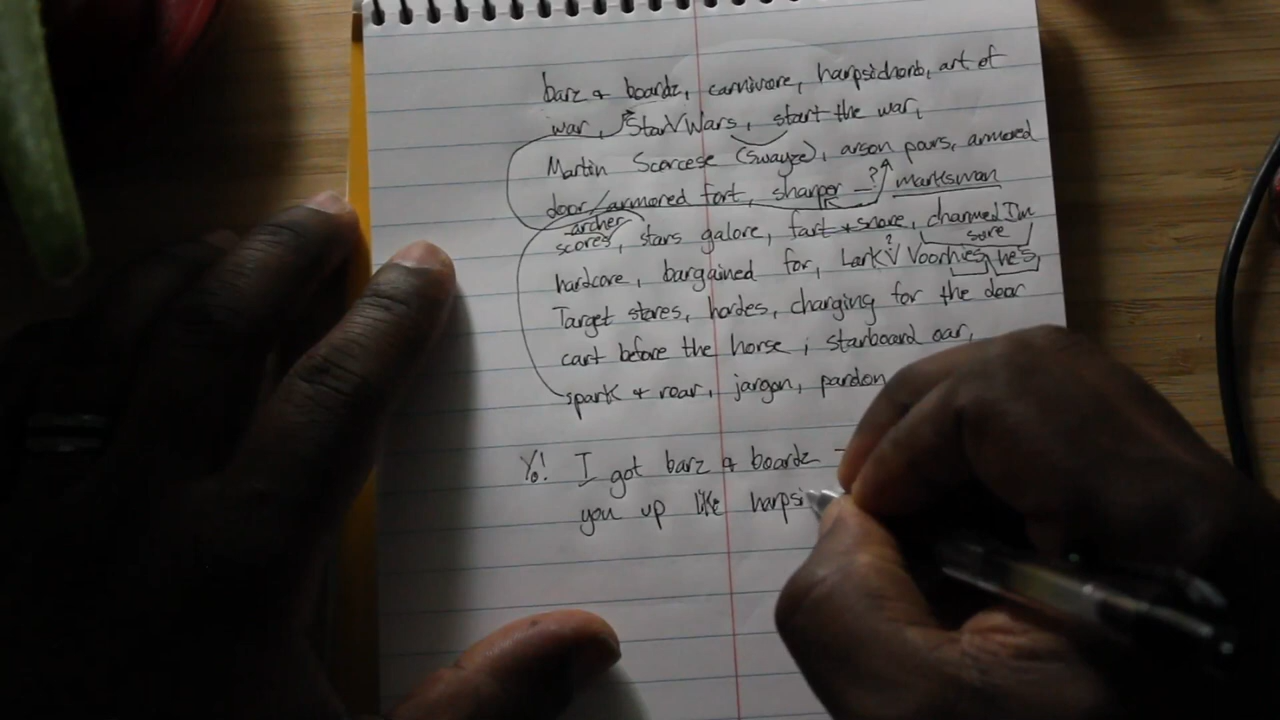 barz & boardz, carnivore, harpsichord, art of
war, Star Wars, start the war,
Martin Scorcese (Swayze), arson pours, armored
door/armored fort, sharper – ? marksman
archer
scores, stars galore, fart & snore, charmed I'm
sure
hardcore, bargained for, Lark ? Voorhies, he's,
Target stores, hordes, charging for the door
cart before the horse ; starboard oar,
spark & roar, jargon, pardon
Yo! I got barz & boardz –
you up like harpsi